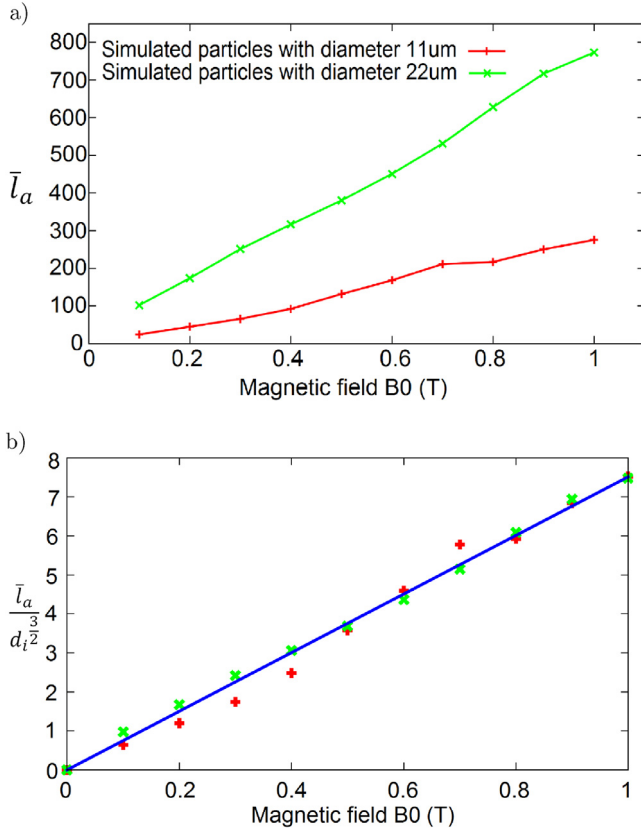 a)
800
700
600
500
400
300
200
100
0
l̄a
Simulated particles with diameter 11um
Simulated particles with diameter 22um
0 0.2 0.4 0.6 0.8 1
Magnetic field B0 (T)
b)
8
7
6
5
4
3
2
1
0
l̄a
di 3/2
0 0.2 0.4 0.6 0.8 1
Magnetic field B0 (T)